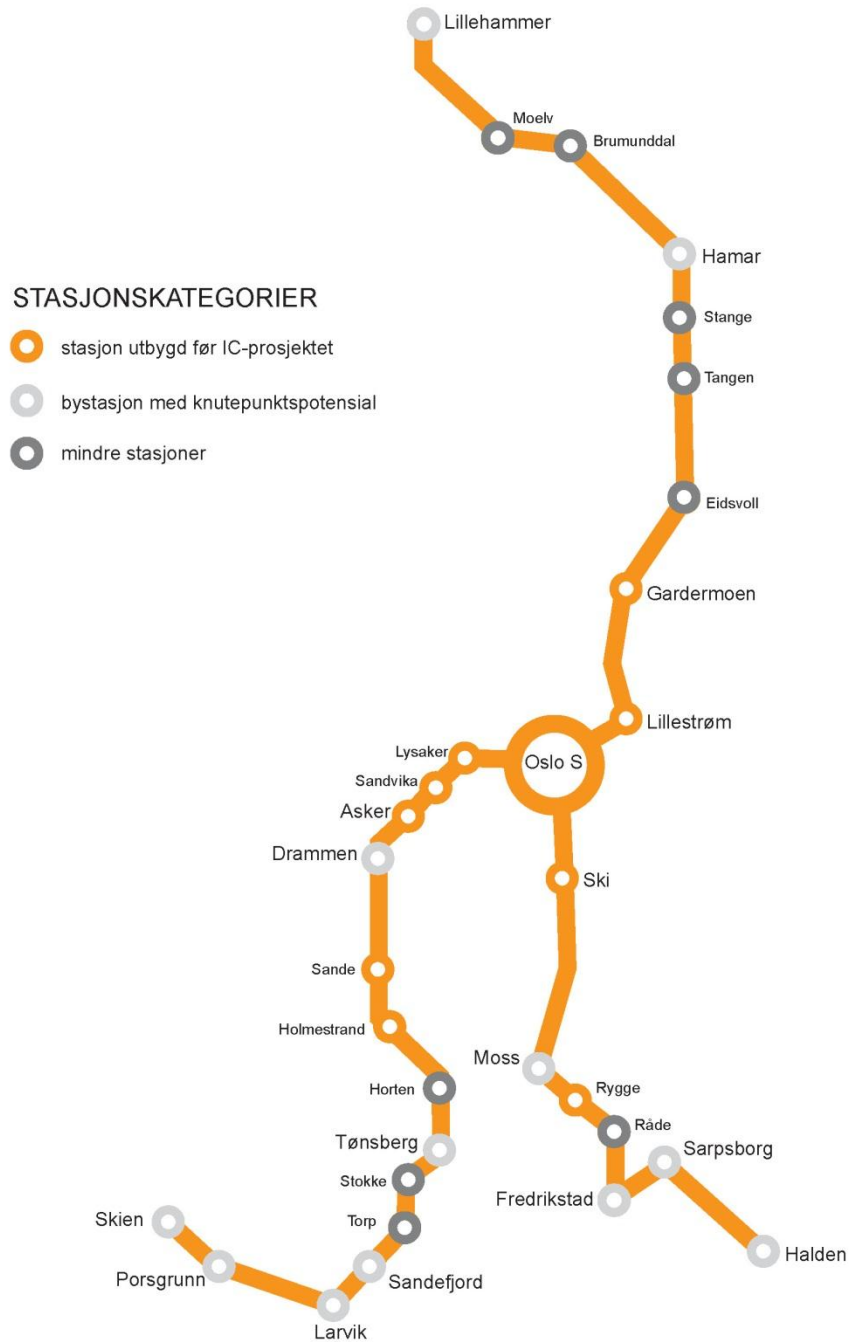 Lillehammer
Moelv
Brumunddal
Hamar
STASJONSKATEGORIER
Stange
stasjon utbygd før IC-prosjektet
Tangen
bystasjon med knutepunktspotensial
mindre stasjoner
Eidsvoll
Gardermoen
Lillestrøm
Lysaker
Oslo S
Sandvika
Asker
Drammen
Ski
Sande
Holmestrand
Moss
Horten
Rygge
Råde
Tønsberg
Sarpsborg
Stokke
Fredrikstad
Skien
Torp
Halden
Porsgrunn
Sandefjord
Larvik